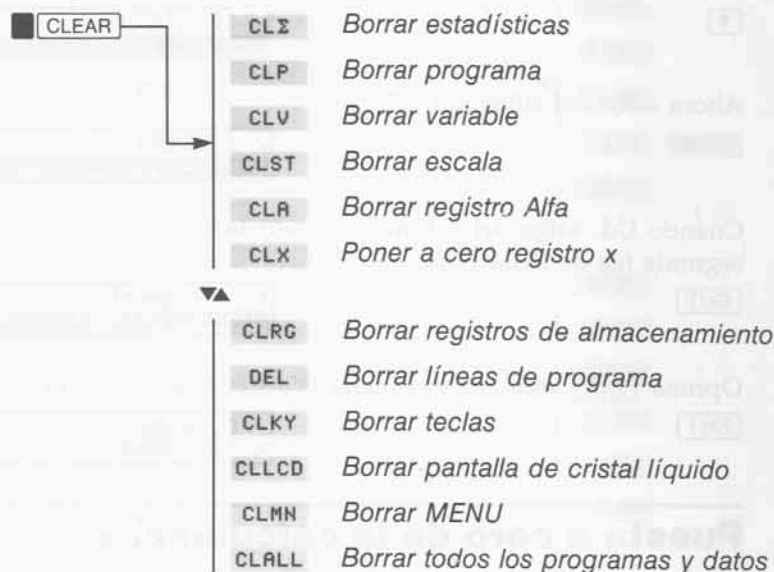 CLEAR
CLΣ Borrar estadísticas
CLP Borrar programa
CLV Borrar variable
CLST Borrar escala
CLA Borrar registro Alfa
CLX Poner a cero registro x
▼▲
CLRG Borrar registros de almacenamiento
DEL Borrar líneas de programa
CLKY Borrar teclas
CLLCD Borrar pantalla de cristal líquido
CLMN Borrar MENU
CLALL Borrar todos los programas y datos